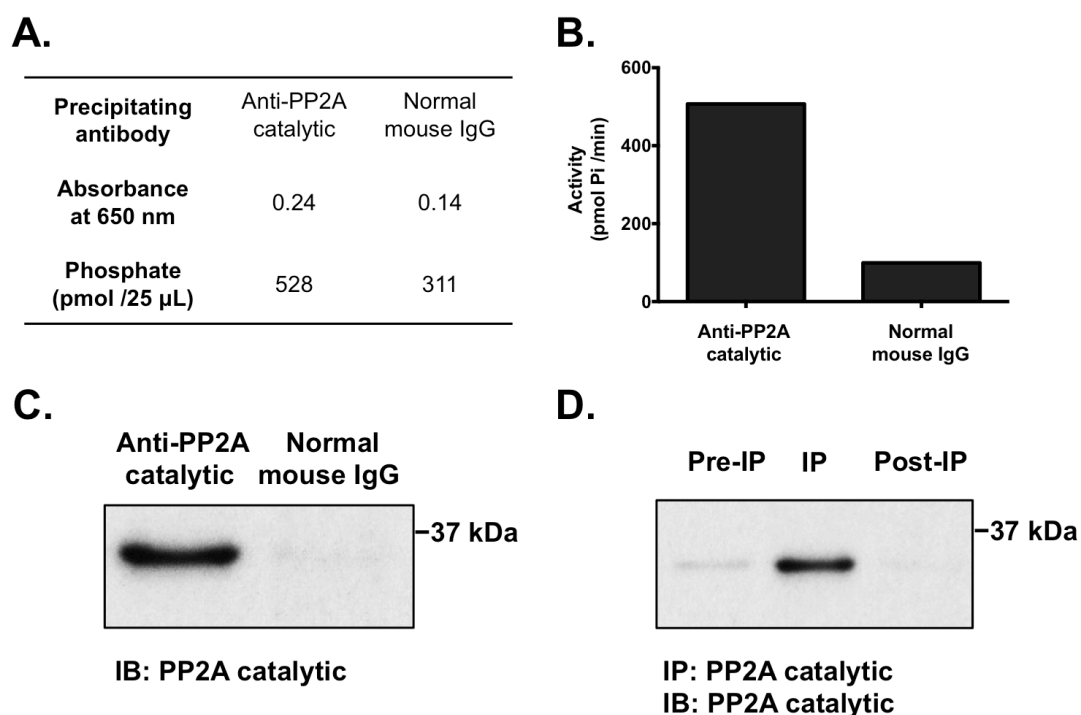 A.
Precipitating
antibody
Anti-PP2A
catalytic
Normal
mouse IgG
Absorbance
at 650 nm
0.24
0.14
Phosphate
(pmol /25 µL)
528
311
B.
Activity
(pmol Pi /min)
600
400
200
0
Anti-PP2A
catalytic
Normal
mouse IgG
C.
Anti-PP2A
catalytic
Normal
mouse IgG
37 kDa
IB: PP2A catalytic
D.
Pre-IP IP Post-IP
37 kDa
IP: PP2A catalytic
IB: PP2A catalytic